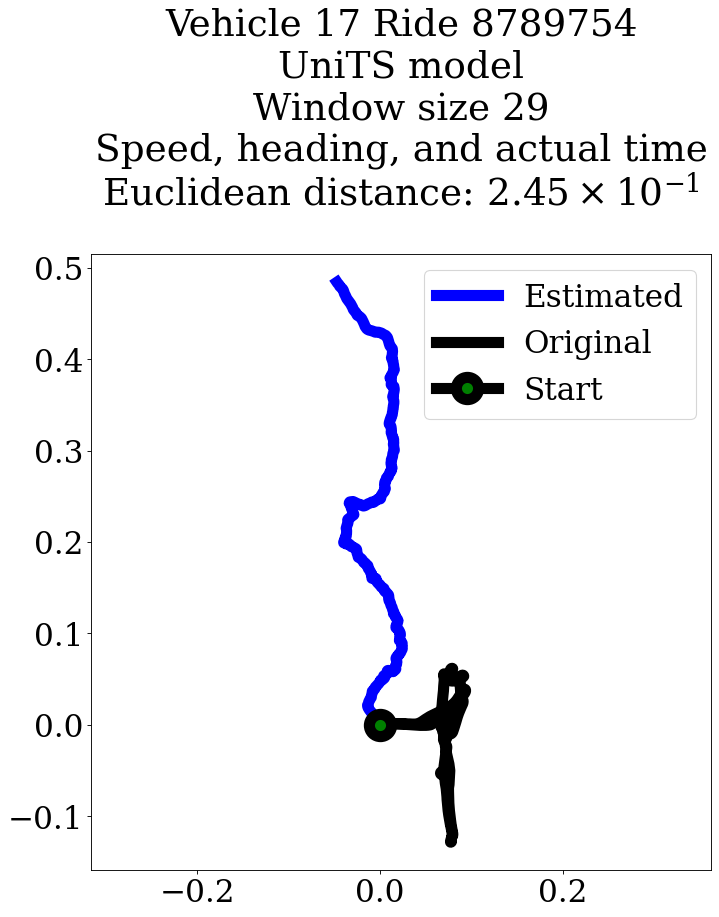 Vehicle 17 Ride 8789754
UniTS model
Window size 29
Speed, heading, and actual time
Euclidean distance: 2.45 × 10⁻¹
0.5
Estimated
0.4
Original
Start
0.3
0.2
0.1
0.0
−0.1
−0.2 0.0 0.2